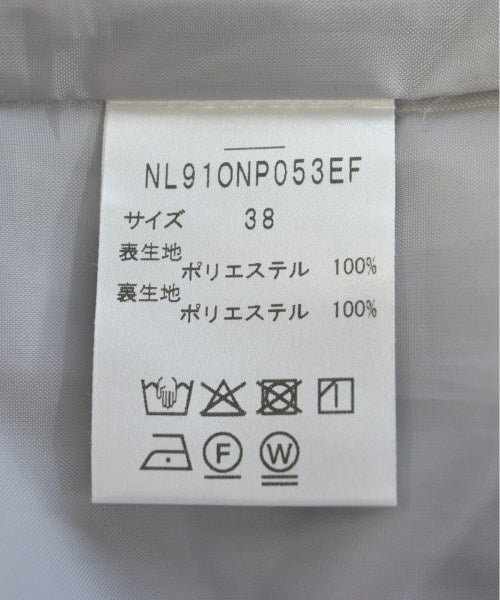 NL910NP053EF
サイズ 38
表生地
ポリエステル 100%
裏生地
ポリエステル 100%
F W